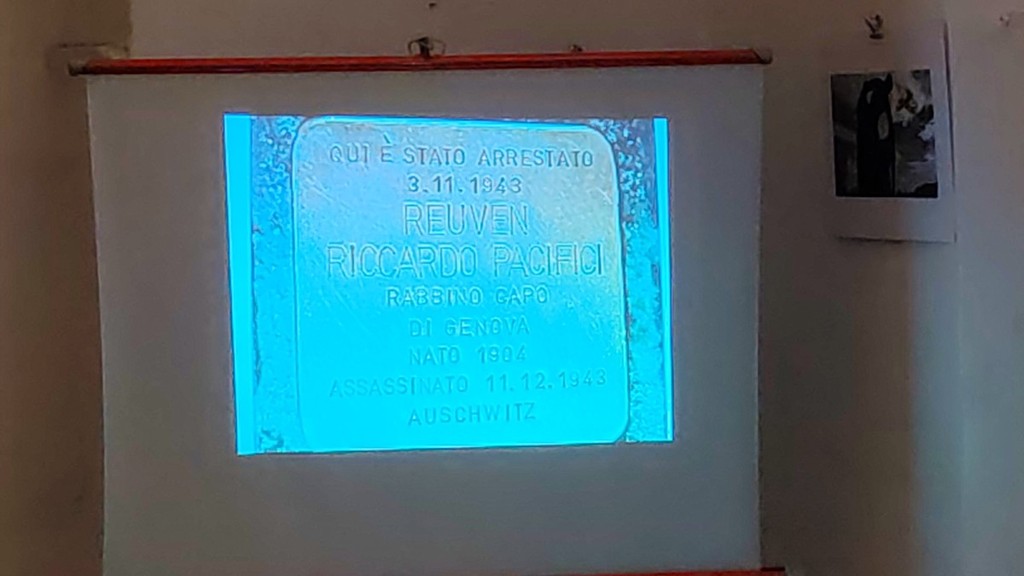 QUI È STATO ARRESTATO
3.11.1943
REUVEN
RICCARDO PACIFICI
RABBINO CAPO
DI GENOVA
NATO 1904
ASSASSINATO 11.12.1943
AUSCHWITZ